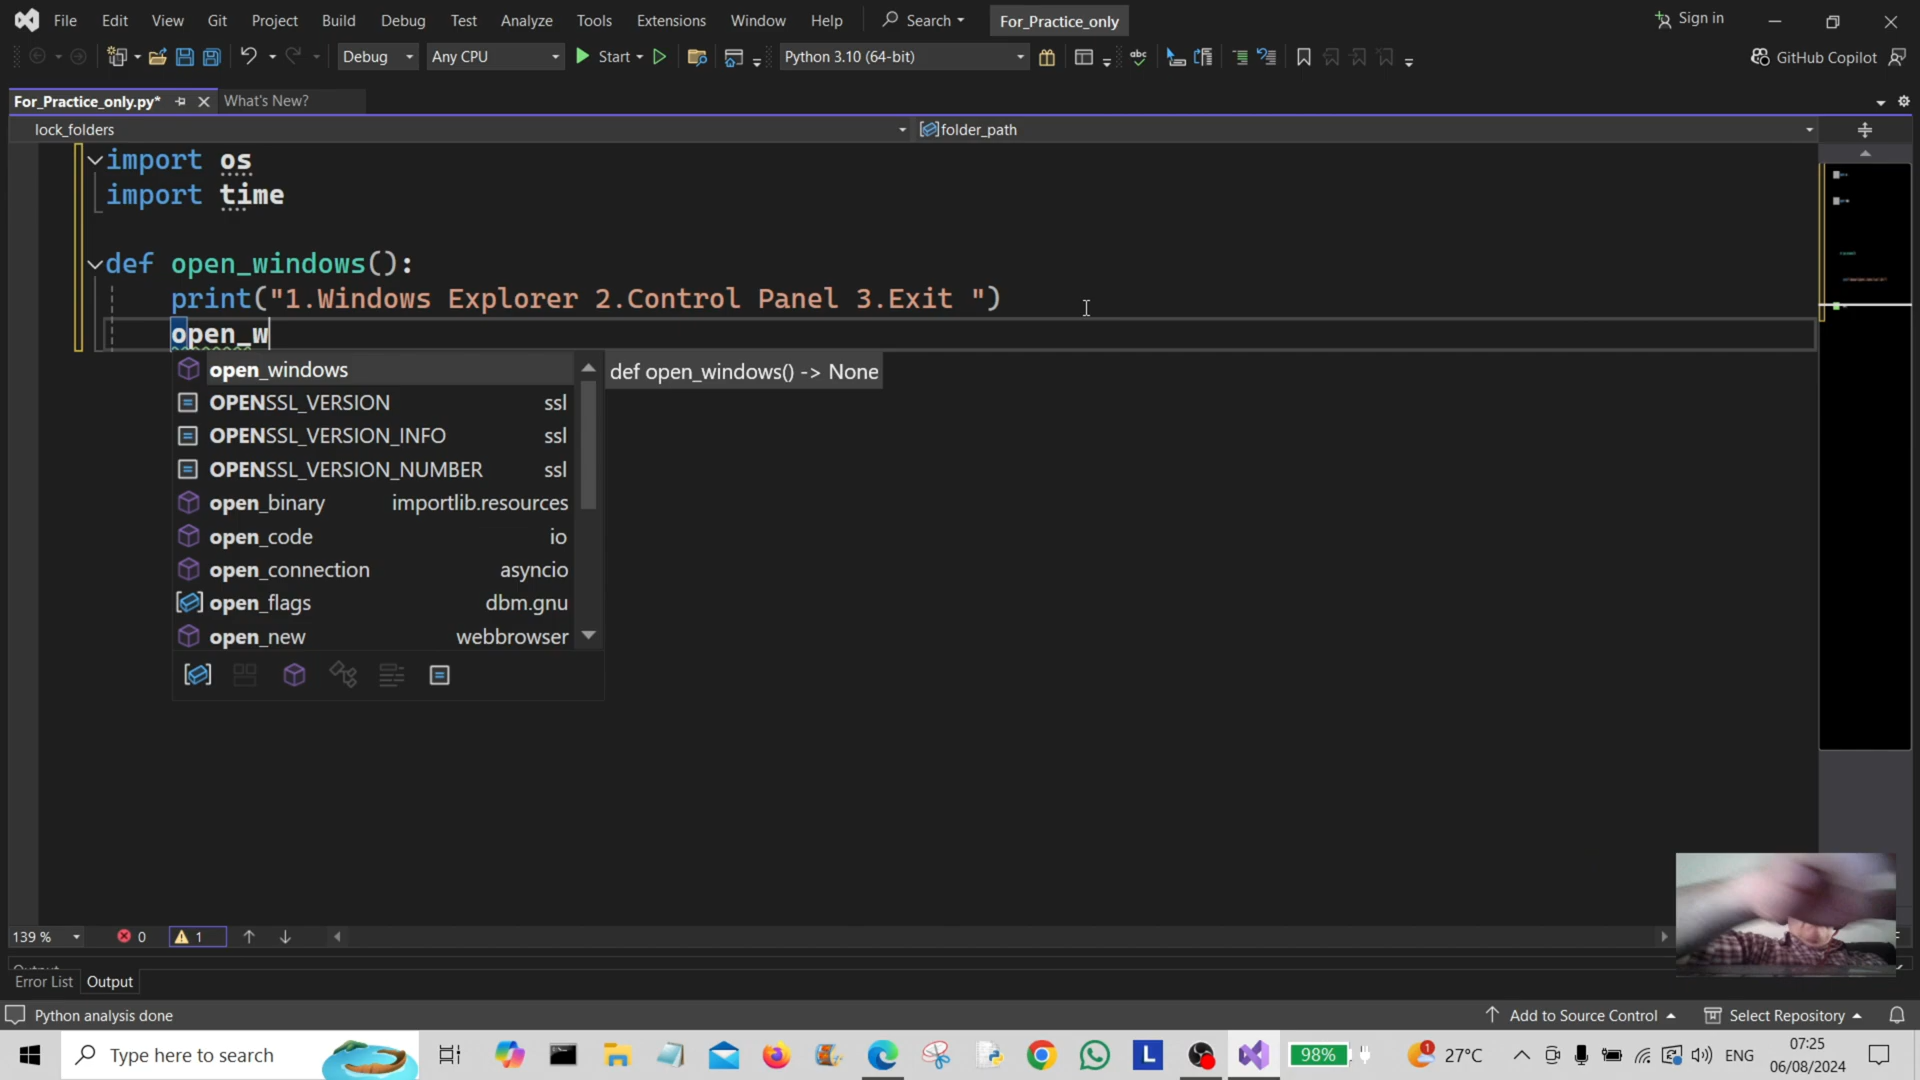 File Edit View Git Project Build Debug Test Analyze Tools Extensions Window Help Search For_Practice_only Sign in
Debug Any CPU Start Python 3.10 (64-bit) abc GitHub Copilot
For_Practice_only.py* What's New?
lock_folders folder_path
import os
import time
def open_windows():
print("1.Windows Explorer 2.Control Panel 3.Exit ")
open_w
open_windows def open_windows() -> None
OPENSSL_VERSION ssl
OPENSSL_VERSION_INFO ssl
OPENSSL_VERSION_NUMBER ssl
open_binary importlib.resources
open_code io
open_connection asyncio
open_flags dbm.gnu
open_new webbrowser
139 % 0 1
Error List Output
Python analysis done Add to Source Control Select Repository
Type here to search L 98% 1 27°C ENG 07:25
06/08/2024